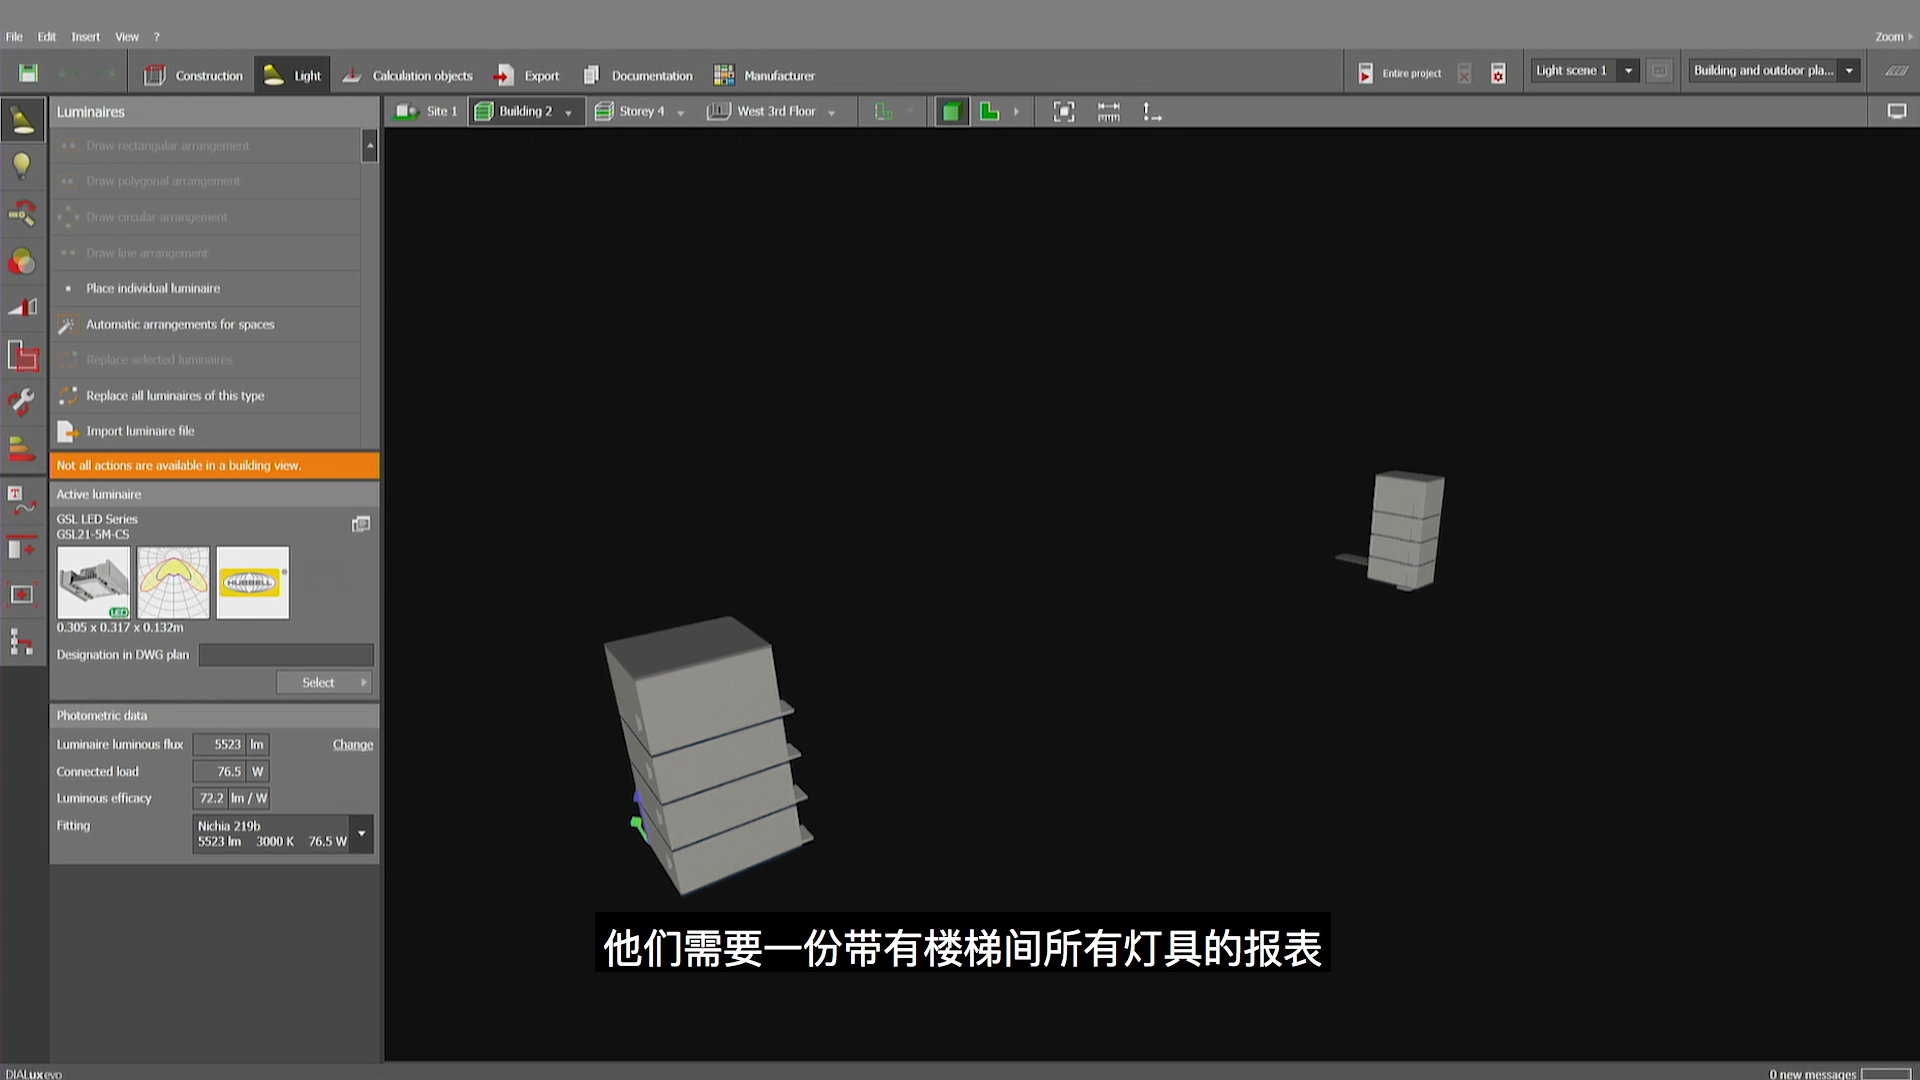 File Edit Insert View ?
Zoom
Construction Light Calculation objects Export Documentation Manufacturer
Entire project
Light scene 1
Building and outdoor pla...
Luminaires
Site 1 Building 2 Storey 4 West 3rd Floor
Draw rectangular arrangement
Draw polygonal arrangement
Draw circular arrangement
Draw line arrangement
Place individual luminaire
Automatic arrangements for spaces
Replace selected luminaires
Replace all luminaires of this type
Import luminaire file
Not all actions are available in a building view.
Active luminaire
GSL LED Series
GSL21-5M-CS
LED
HUBBELL
0.305 x 0.317 x 0.132m
Designation in DWG plan
Select
Photometric data
Luminaire luminous flux 5523 lm Change
Connected load 76.5 W
Luminous efficacy 72.2 lm / W
Fitting Nichia 219b
5523 lm 3000 K 76.5 W
他们需要一份带有楼梯间所有灯具的报表
DIALux evo
0 new messages